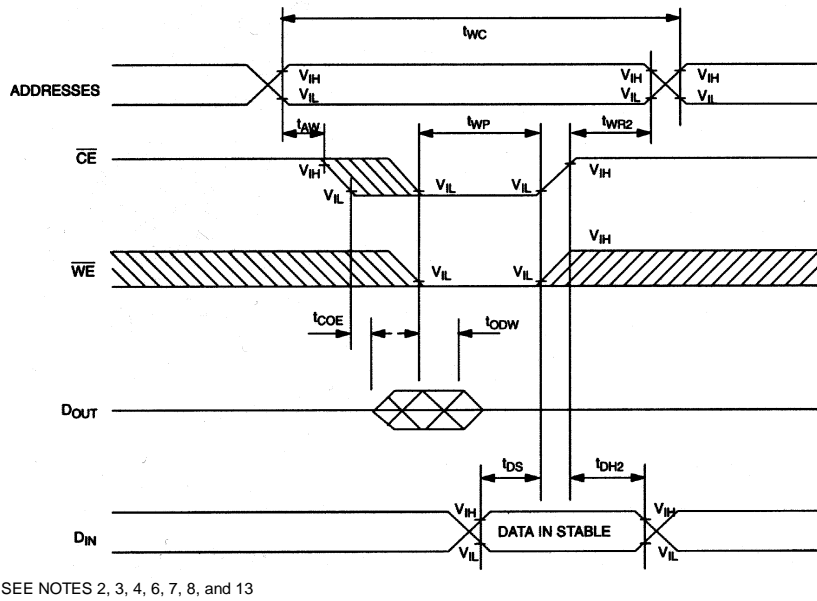 tWC
VIH VIH VIH
ADDRESSES
VIL VIL VIL
tAW tWP tWR2
CE
VIH VIH
VIL VIL VIL
VIH
WE
VIL VIL
tCOE tODW
DOUT
tDS tDH2
VIH VIH
DIN DATA IN STABLE
VIL VIL
SEE NOTES 2, 3, 4, 6, 7, 8, and 13